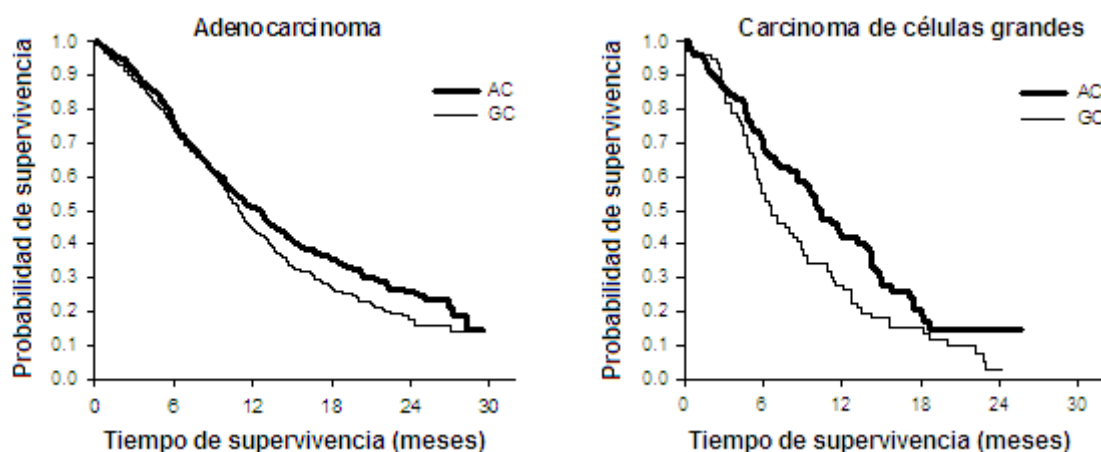 Adenocarcinoma
Probabilidad de supervivencia
1.0
0.9
0.8
0.7
0.6
0.5
0.4
0.3
0.2
0.1
0.0
AC
GC
0 6 12 18 24 30
Tiempo de supervivencia (meses)
Carcinoma de células grandes
Probabilidad de supervivencia
1.0
0.9
0.8
0.7
0.6
0.5
0.4
0.3
0.2
0.1
0.0
AC
GC
0 6 12 18 24 30
Tiempo de supervivencia (meses)